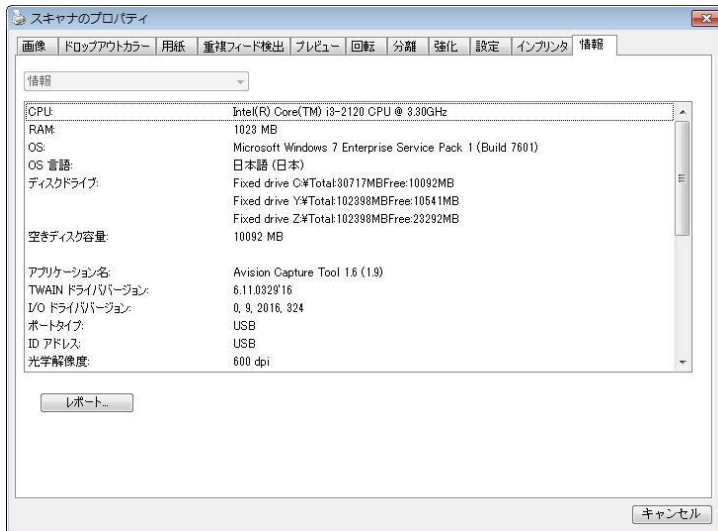 スキャナのプロパティ
画像 ドロップアウトカラー 用紙 重複フィード検出 プレビュー 回転 分離 強化 設定 インプリンタ 情報
情報
CPU: Intel(R) Core(TM) i3-2120 CPU @ 3.30GHz
RAM: 1023 MB
OS: Microsoft Windows 7 Enterprise Service Pack 1 (Build 7601)
OS 言語: 日本語 (日本)
ディスクドライブ: Fixed drive C:¥Total:30717MBFree:10092MB
Fixed drive Y:¥Total:102398MBFree:10541MB
Fixed drive Z:¥Total:102398MBFree:23292MB
空きディスク容量: 10092 MB
アプリケーション名: Avision Capture Tool 1.6 (1.9)
TWAIN ドライババージョン: 6.11.0329'16
I/O ドライババージョン: 0, 9, 2016, 324
ポートタイプ: USB
ID アドレス: USB
光学解像度: 600 dpi
レポート...
キャンセル